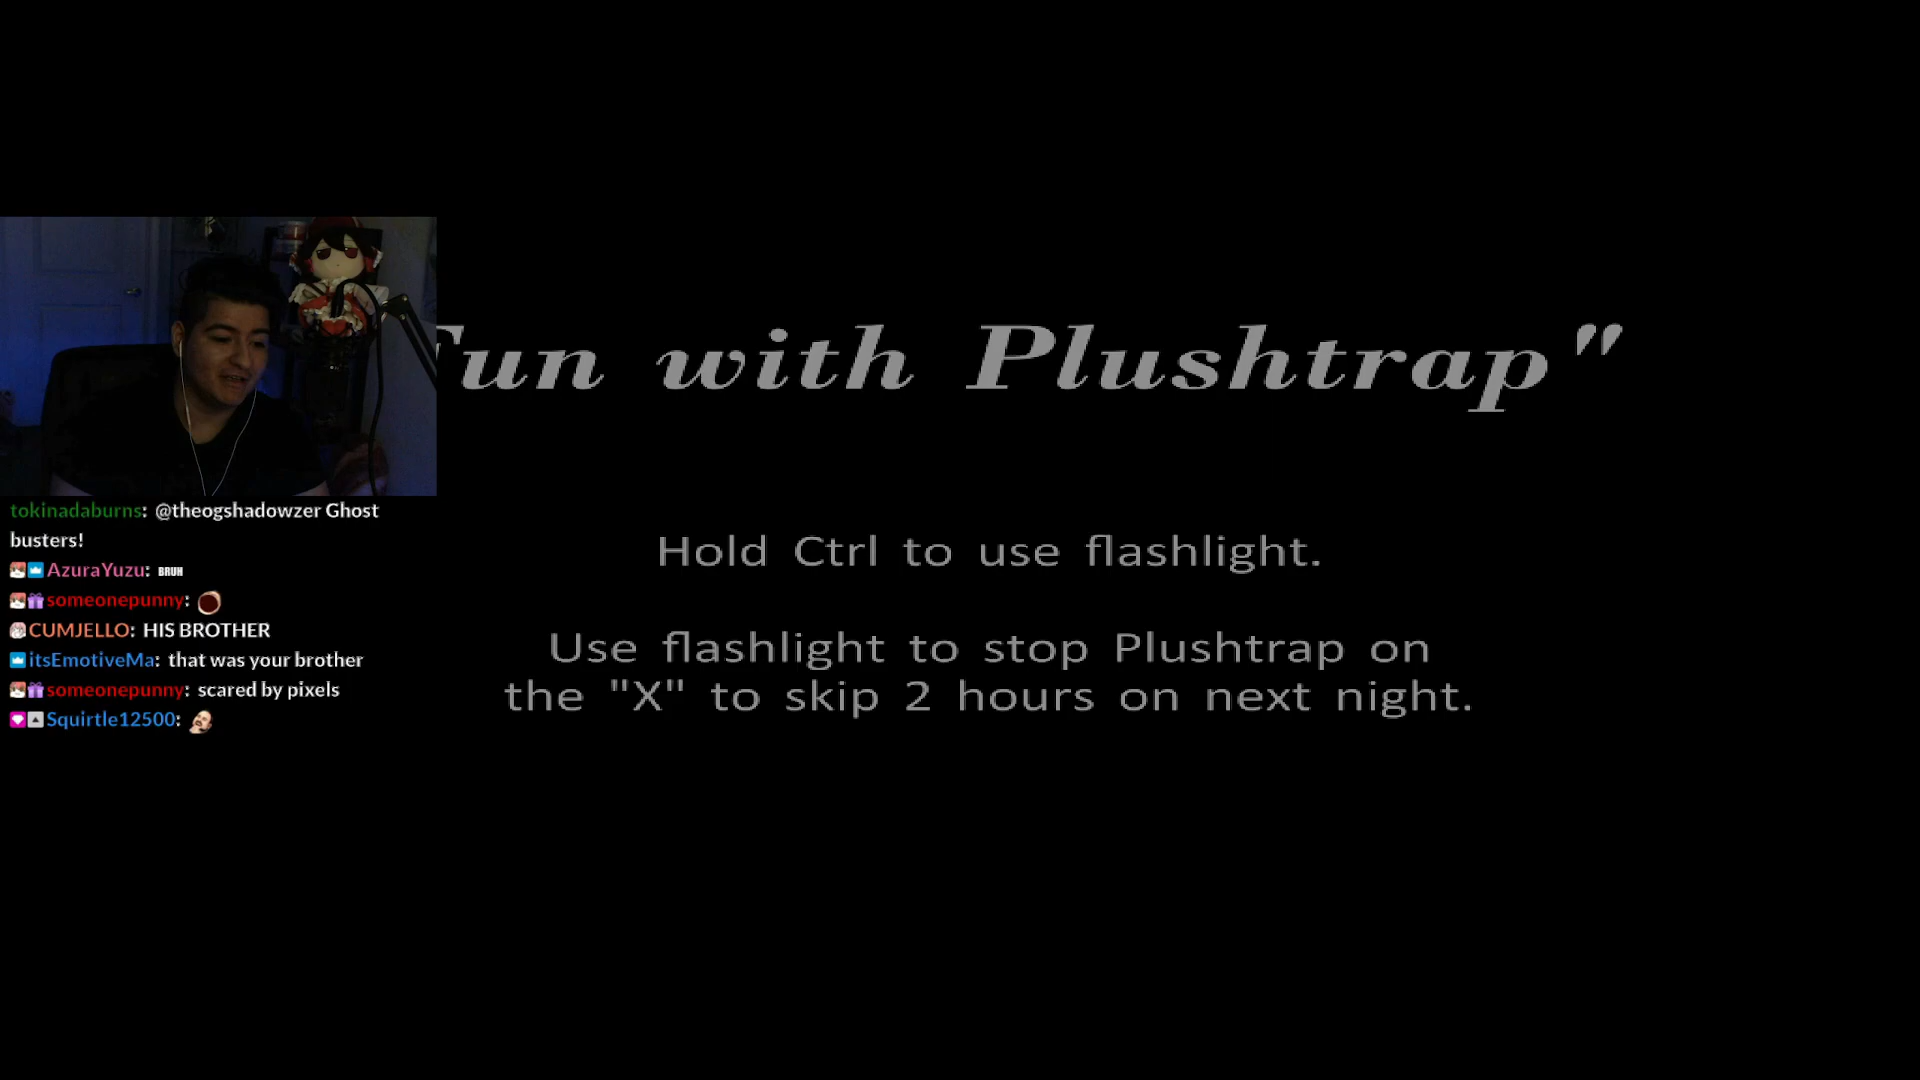 Fun with Plushtrap"
tokinadaburns: @theogshadowzer Ghost
busters!
AzuraYuzu: BRUH
someonepunny:
CUMJELLO: HIS BROTHER
itsEmotiveMa: that was your brother
someonepunny: scared by pixels
Squirtle12500:
Hold Ctrl to use flashlight.
Use flashlight to stop Plushtrap on
the "X" to skip 2 hours on next night.